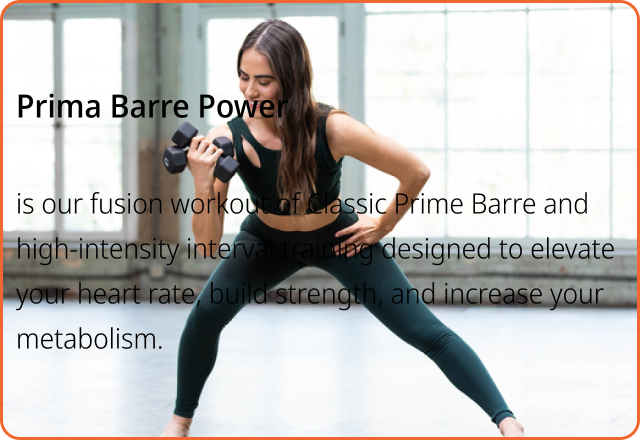 Prima Barre Power
is our fusion workout of Classic Prime Barre and
high-intensity interval training designed to elevate
your heart rate, build strength, and increase your
metabolism.